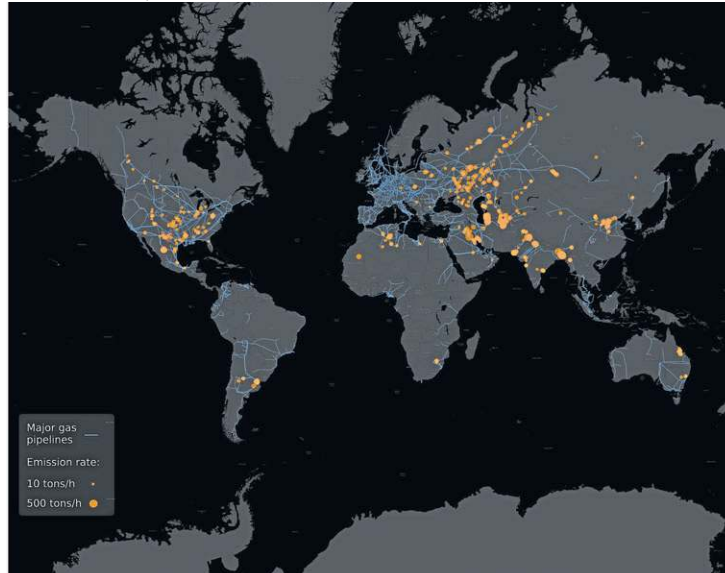 Major gas
pipelines
Emission rate:
10 tons/h
500 tons/h